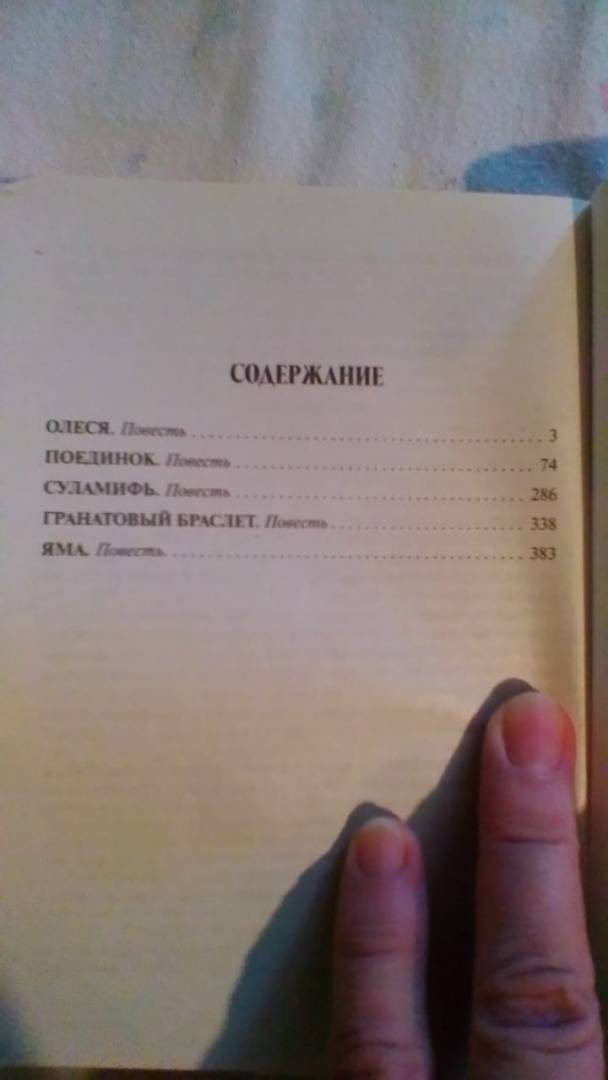 СОДЕРЖАНИЕ
ОЛЕСЯ. Повесть ........................................ 3
ПОЕДИНОК. Повесть ................................ 74
СУЛАМИФЬ. Повесть ................................ 286
ГРАНАТОВЫЙ БРАСЛЕТ. Повесть ..................... 338
ЯМА. Повесть. ........................................ 383